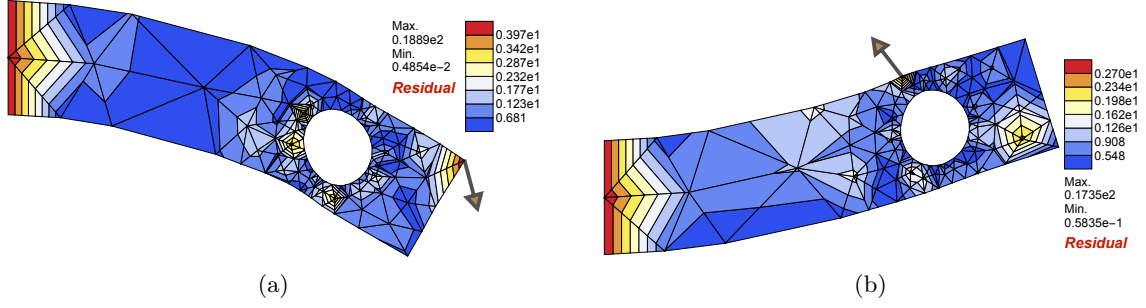 Max.
0.1889e2
Min.
0.4854e-2
Residual
0.397e1
0.342e1
0.287e1
0.232e1
0.177e1
0.123e1
0.681
0.270e1
0.234e1
0.198e1
0.162e1
0.126e1
0.908
0.548
Max.
0.1735e2
Min.
0.5835e-1
Residual
(a)
(b)